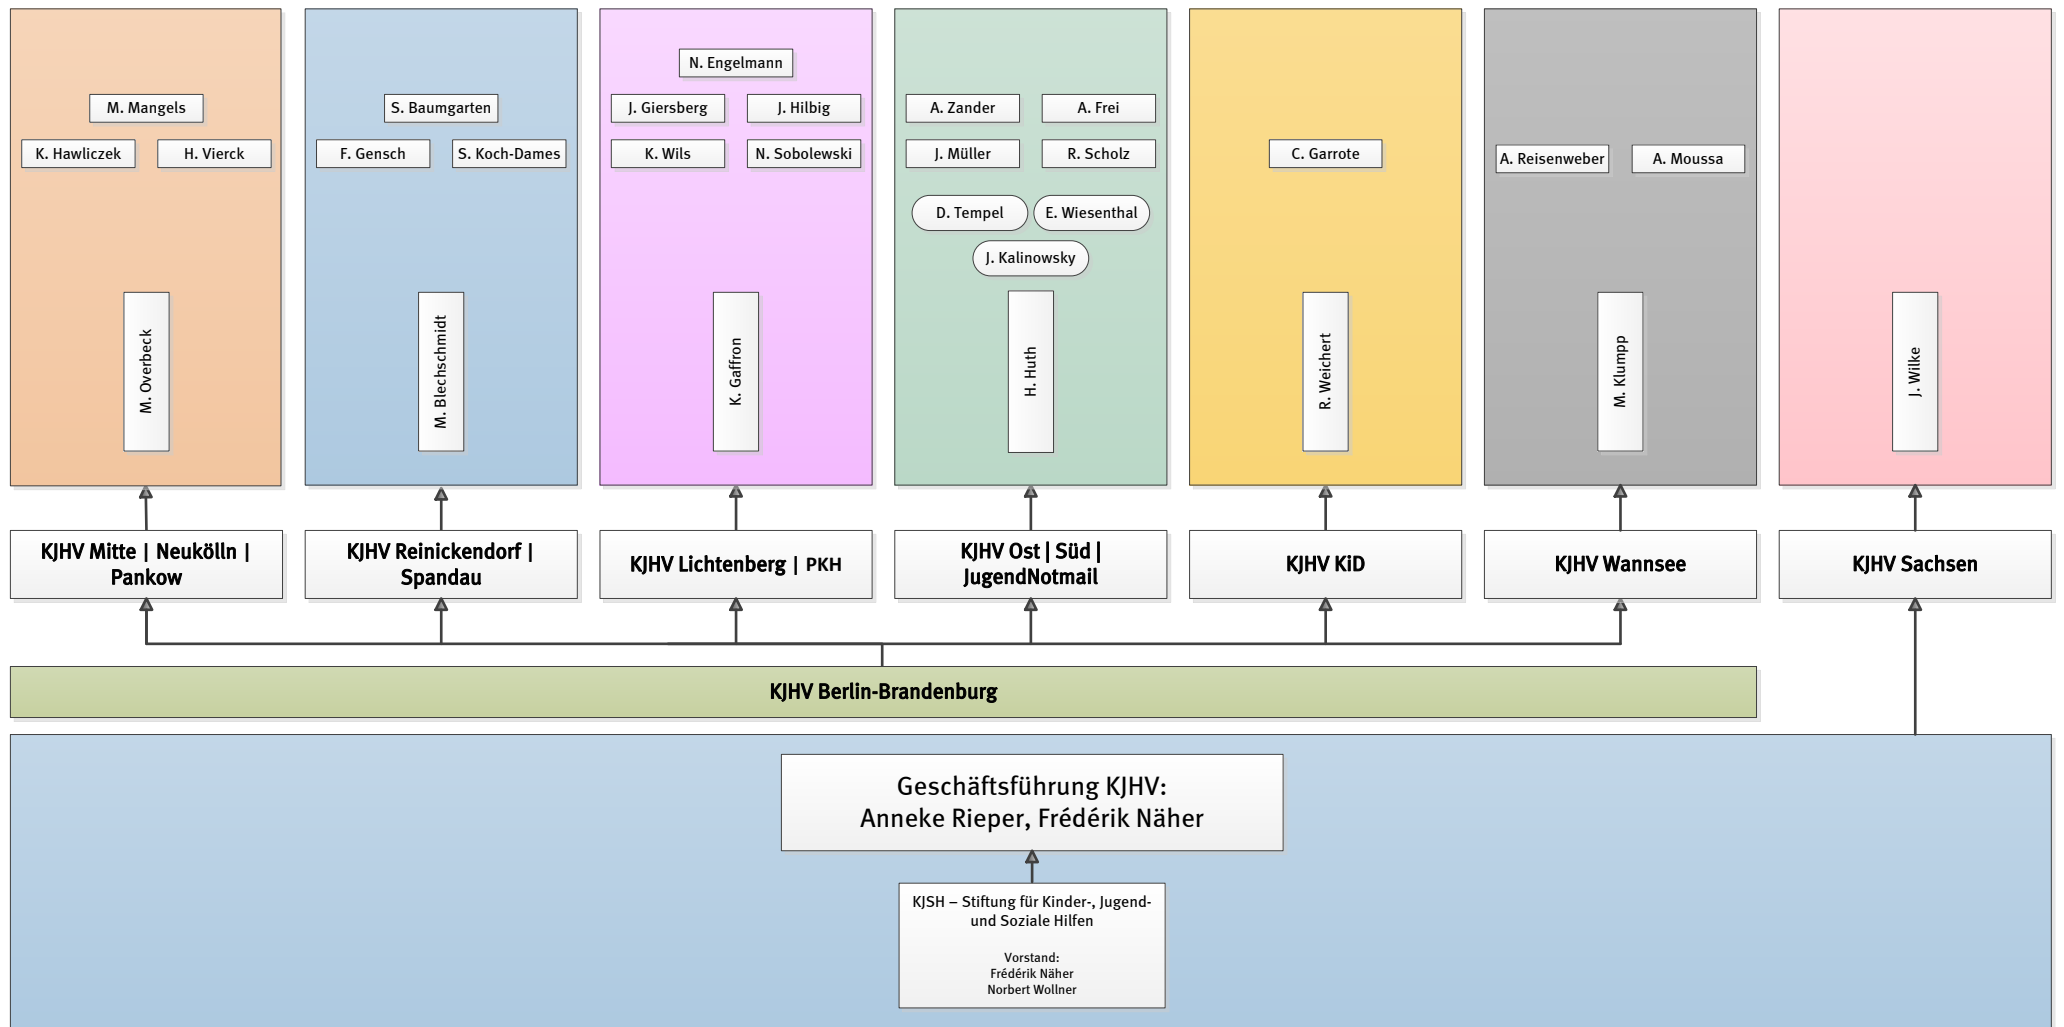 N. Engelmann
M. Mangels
S. Baumgarten
J. Giersberg
J. Hilbig
A. Zander
A. Frei
K. Hawliczek
H. Vierck
F. Gensch
S. Koch-Dames
K. Wils
N. Sobolewski
J. Müller
R. Scholz
C. Garrote
A. Reisenweber
A. Moussa
D. Tempel
E. Wiesenthal
J. Kalinowsky
M. Overbeck
M. Blechschmidt
K. Gaffron
H. Huth
R. Weichert
M. Klumpp
J. Wilke
KJHV Mitte | Neukölln |
Pankow
KJHV Reinickendorf |
Spandau
KJHV Lichtenberg | PKH
KJHV Ost | Süd |
JugendNotmail
KJHV KiD
KJHV Wannsee
KJHV Sachsen
KJHV Berlin-Brandenburg
Geschäftsführung KJHV:
Anneke Rieper, Frédérik Näher
KJSH – Stiftung für Kinder-, Jugend-
und Soziale Hilfen
Vorstand:
Frédérik Näher
Norbert Wollner